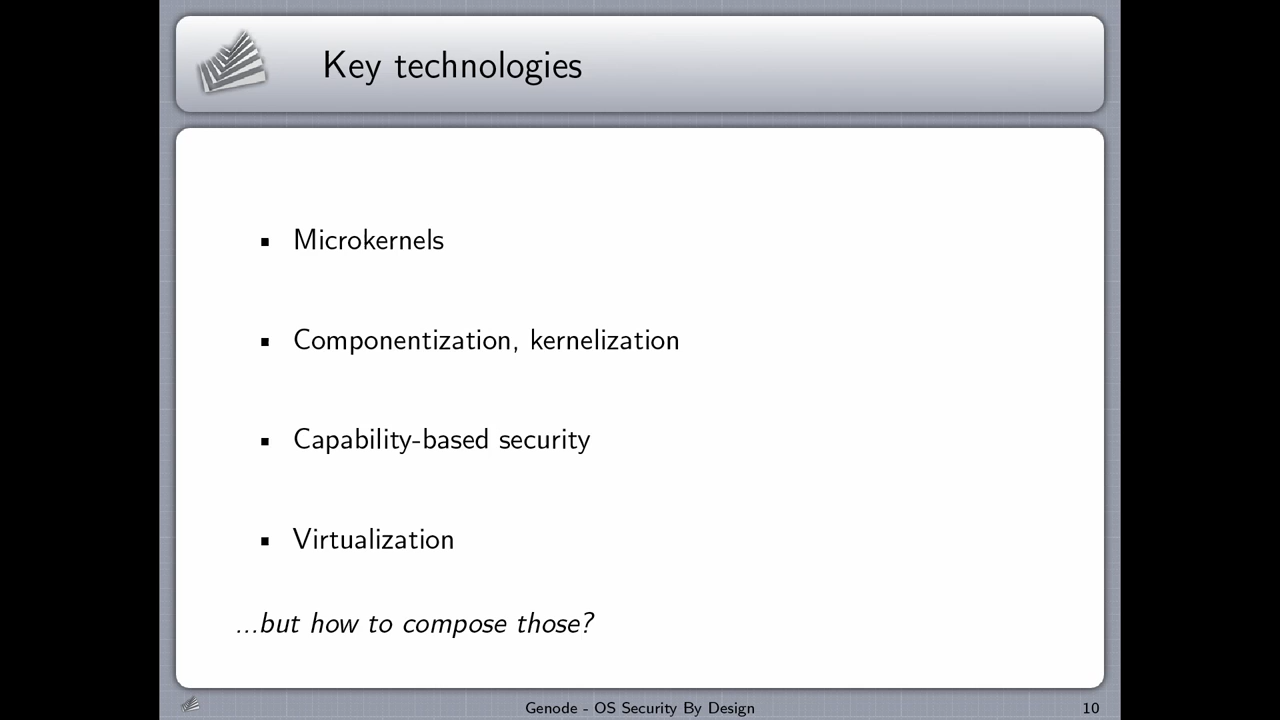 Key technologies
▪ Microkernels
▪ Componentization, kernelization
▪ Capability-based security
▪ Virtualization
...but how to compose those?
Genode - OS Security By Design
10